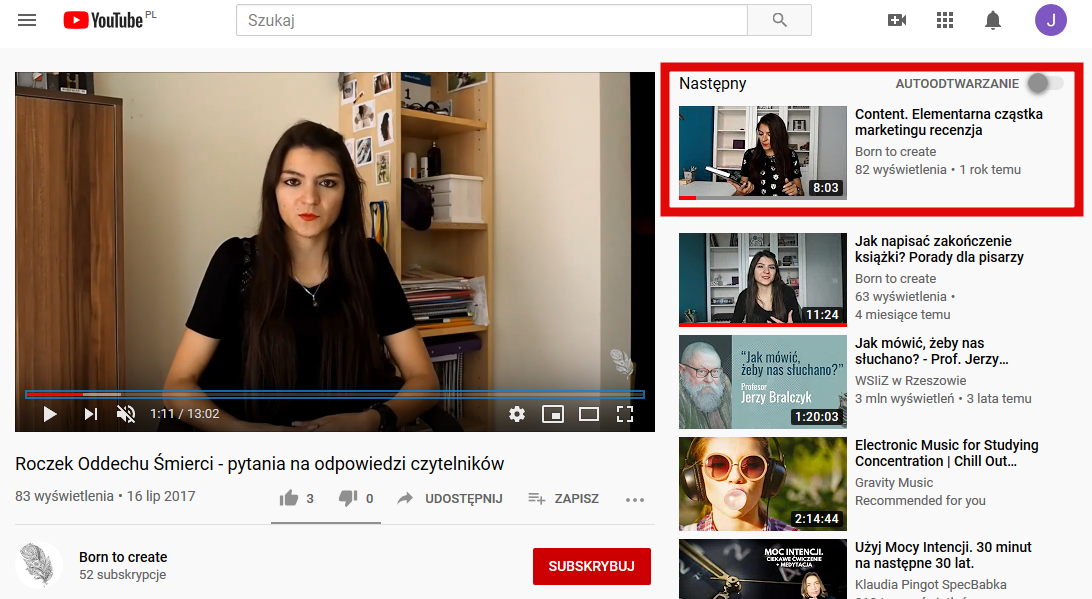 YouTube PL
Szukaj
J
1:11 / 13:02
Roczek Oddechu Śmierci - pytania na odpowiedzi czytelników
83 wyświetlenia • 16 lip 2017
3
0
UDOSTĘPNIJ
ZAPISZ
Born to create
52 subskrypcje
SUBSKRYBUJ
Następny
AUTOODTWARZANIE
8:03
Content. Elementarna cząstka
marketingu recenzja
Born to create
82 wyświetlenia • 1 rok temu
11:24
Jak napisać zakończenie
książki? Porady dla pisarzy
Born to create
63 wyświetlenia •
4 miesiące temu
“Jak mówić,
żeby nas słuchano?”
Profesor
Jerzy Bralczyk
1:20:03
Jak mówić, żeby nas
słuchano? - Prof. Jerzy...
WSIiZ w Rzeszowie
3 mln wyświetleń • 3 lata temu
2:14:44
Electronic Music for Studying
Concentration | Chill Out...
Gravity Music
Recommended for you
MOC INTENCJI.
CIEKAWE ĆWICZENIE
+ MEDYTACJA
Użyj Mocy Intencji. 30 minut
na następne 30 lat.
Klaudia Pingot SpecBabka